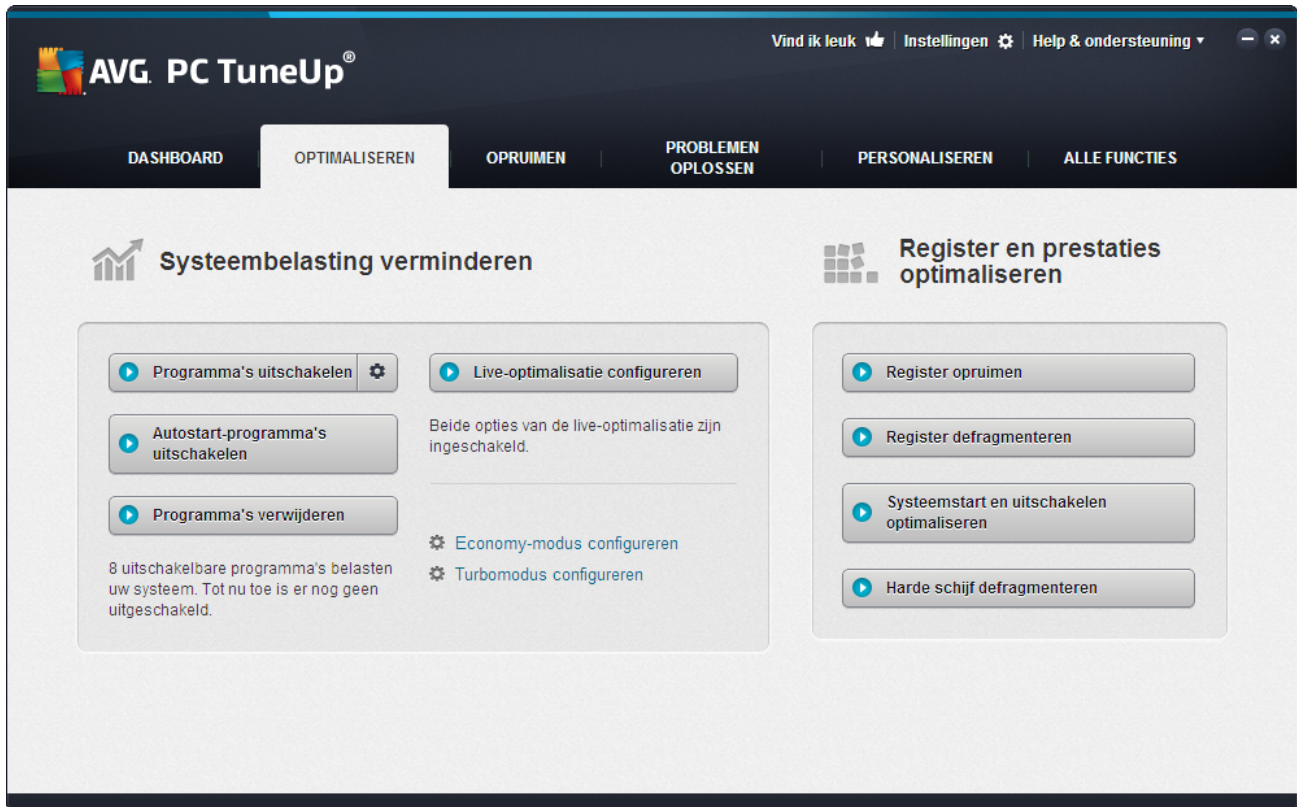 Vind ik leuk
Instellingen
Help & ondersteuning
AVG. PC TuneUp®
DASHBOARD
OPTIMALISEREN
OPRUIMEN
PROBLEMEN
OPLOSSEN
PERSONALISEREN
ALLE FUNCTIES
Systeembelasting verminderen
Programma's uitschakelen
Autostart-programma's
uitschakelen
Programma's verwijderen
8 uitschakelbare programma's belasten
uw systeem. Tot nu toe is er nog geen
uitgeschakeld.
Live-optimalisatie configureren
Beide opties van de live-optimalisatie zijn
ingeschakeld.
Economy-modus configureren
Turbomodus configureren
Register en prestaties
optimaliseren
Register opruimen
Register defragmenteren
Systeemstart en uitschakelen
optimaliseren
Harde schijf defragmenteren